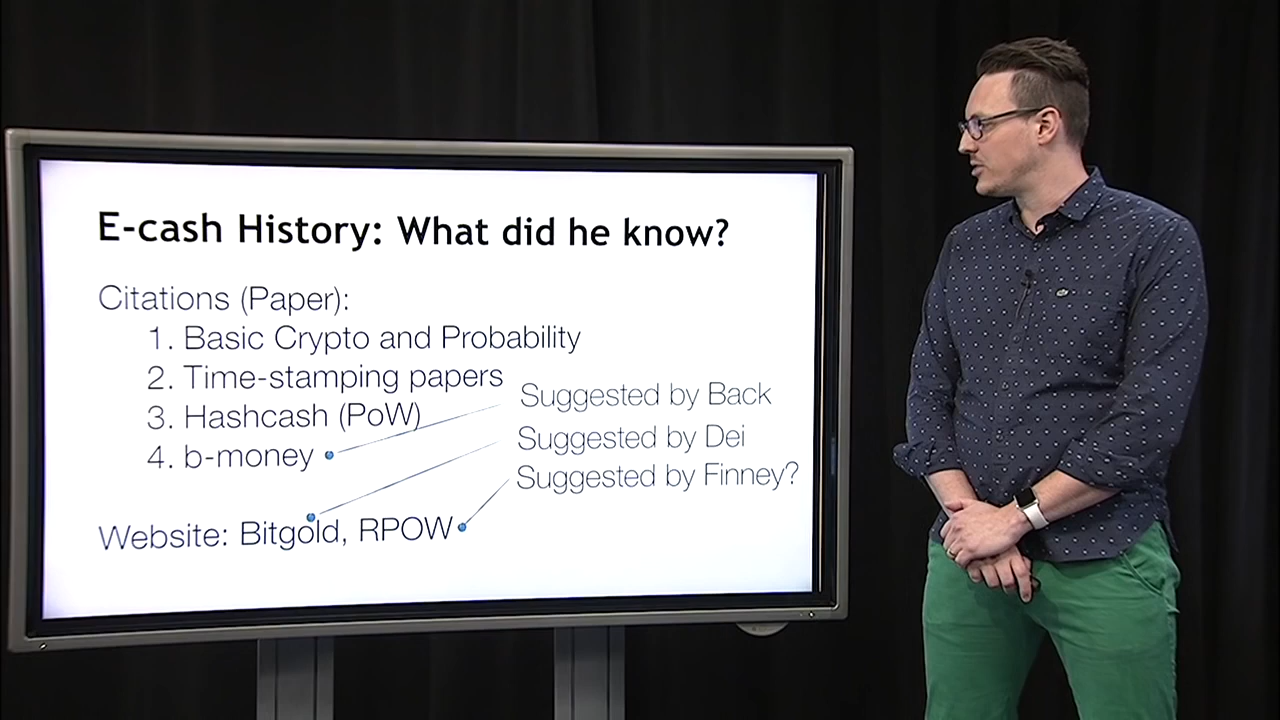 E-cash History: What did he know?
Citations (Paper):
1. Basic Crypto and Probability
2. Time-stamping papers
3. Hashcash (PoW)
4. b-money
Suggested by Back
Suggested by Dei
Suggested by Finney?
Website: Bitgold, RPOW